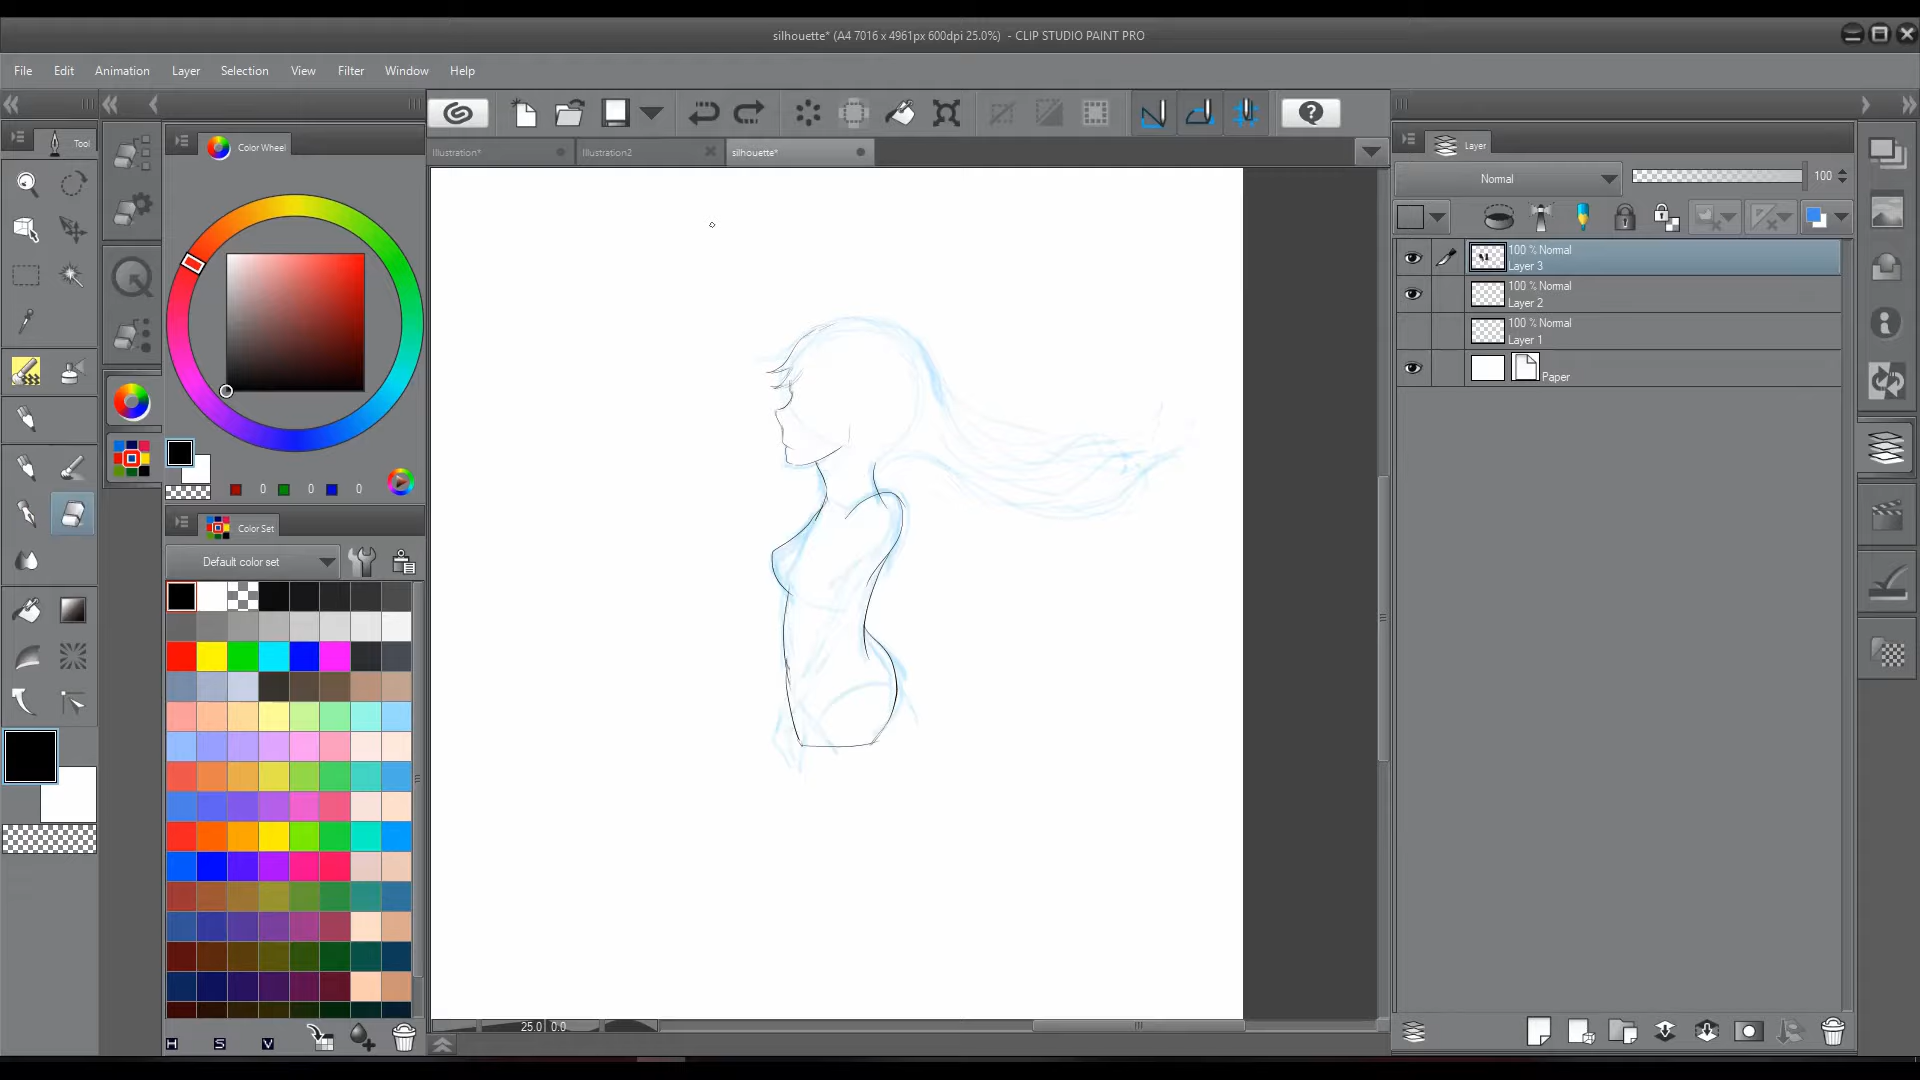 silhouette* (A4 7016 x 4961px 600dpi 25.0%) - CLIP STUDIO PAINT PRO
File Edit Animation Layer Selection View Filter Window Help
Tool
Color Wheel
Illustration*
Illustration2
silhouette*
Layer
Normal
100
100 % Normal
Layer 3
100 % Normal
Layer 2
100 % Normal
Layer 1
Paper
0 0 0
Color Set
Default color set
25.0 0.0
H S V